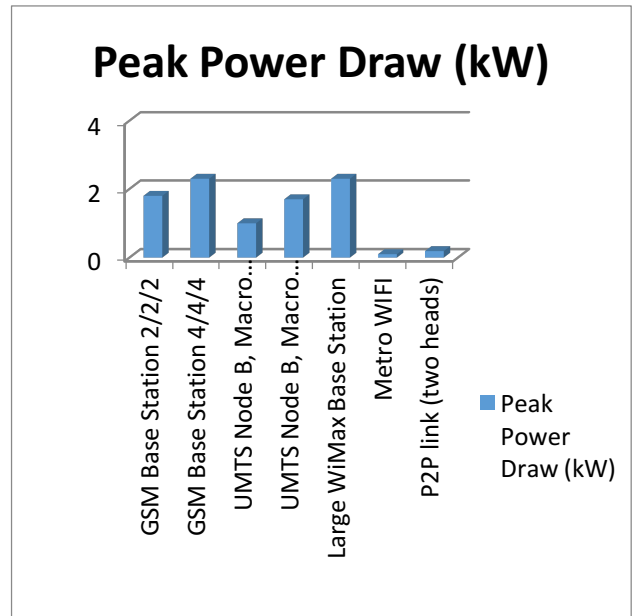 Peak Power Draw (kW)
4
2
0
GSM Base Station 2/2/2
GSM Base Station 4/4/4
UMTS Node B, Macro...
UMTS Node B, Macro...
Large WiMax Base Station
Metro WIFI
P2P link (two heads)
Peak
Power
Draw (kW)